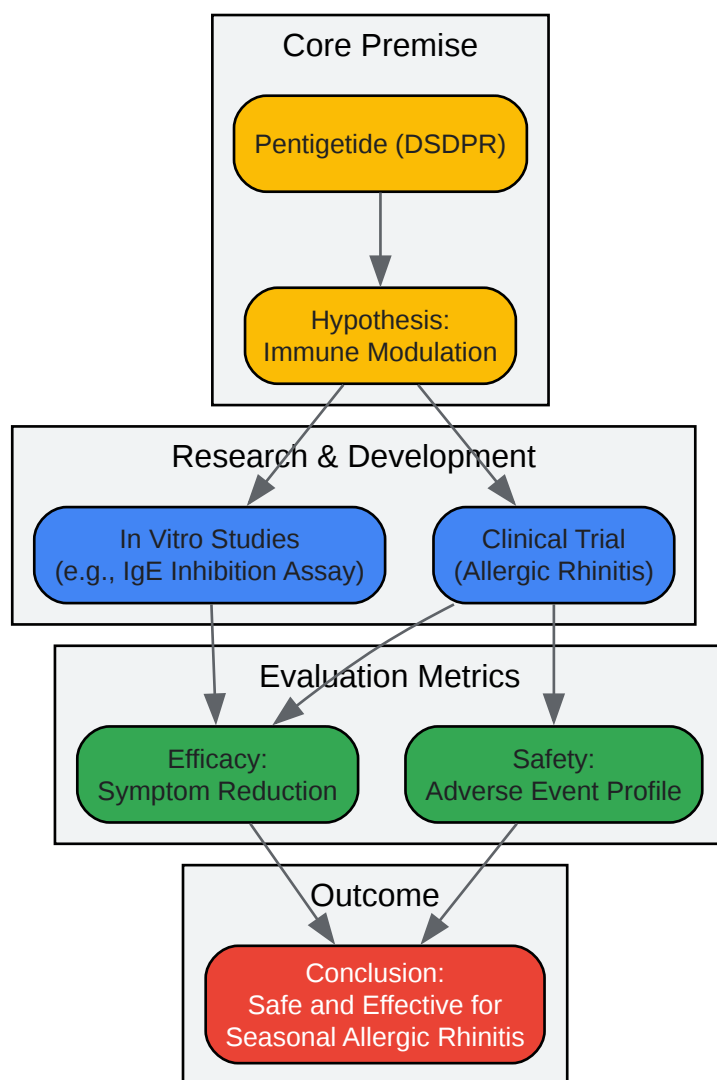 Core Premise
Pentigetide (DSDPR)
Hypothesis:
Immune Modulation
Research & Development
In Vitro Studies
(e.g., IgE Inhibition Assay)
Clinical Trial
(Allergic Rhinitis)
Evaluation Metrics
Efficacy:
Symptom Reduction
Safety:
Adverse Event Profile
Outcome
Conclusion:
Safe and Effective for
Seasonal Allergic Rhinitis